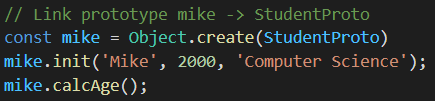 // Link prototype mike -> StudentProto
const mike = Object.create(StudentProto)
mike.init('Mike', 2000, 'Computer Science');
mike.calcAge();